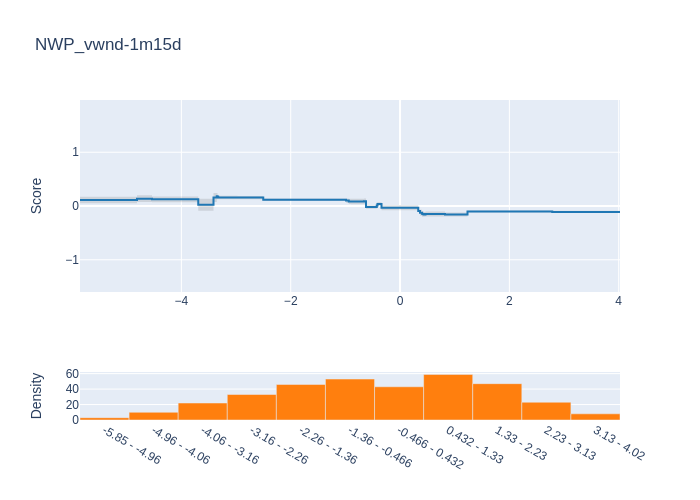 NWP_vwnd-1m15d
Score
1
0
−1
−4
−2
0
2
4
Density
60
40
20
0
-5.85 - -4.96
-4.96 - -4.06
-4.06 - -3.16
-3.16 - -2.26
-2.26 - -1.36
-1.36 - -0.466
-0.466 - 0.432
0.432 - 1.33
1.33 - 2.23
2.23 - 3.13
3.13 - 4.02